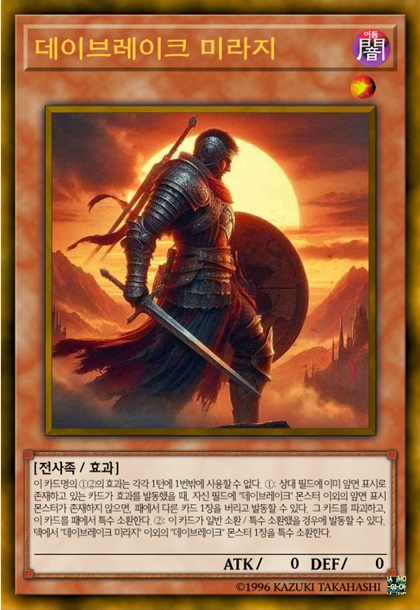 데이브레이크 미라지
어둠
闇
[전사족 / 효과]
이 카드명의 ①②의 효과는 각각 1턴에 1번밖에 사용할 수 없다. ①: 상대 필드에 이미 앞면 표시로
존재하고 있는 카드가 효과를 발동했을 때, 자신 필드에 "데이브레이크" 몬스터 이외의 앞면 표시
몬스터가 존재하지 않으면, 패에서 다른 카드 1장을 버리고 발동할 수 있다. 그 카드를 파괴하고,
이 카드를 패에서 특수 소환한다. ②: 이 카드가 일반 소환 / 특수 소환했을 경우에 발동할 수 있다.
덱에서 "데이브레이크 미라지" 이외의 "데이브레이크" 몬스터 1장을 특수 소환한다.
ATK / 0 DEF / 0
©1996 KAZUKI TAKAHASHI